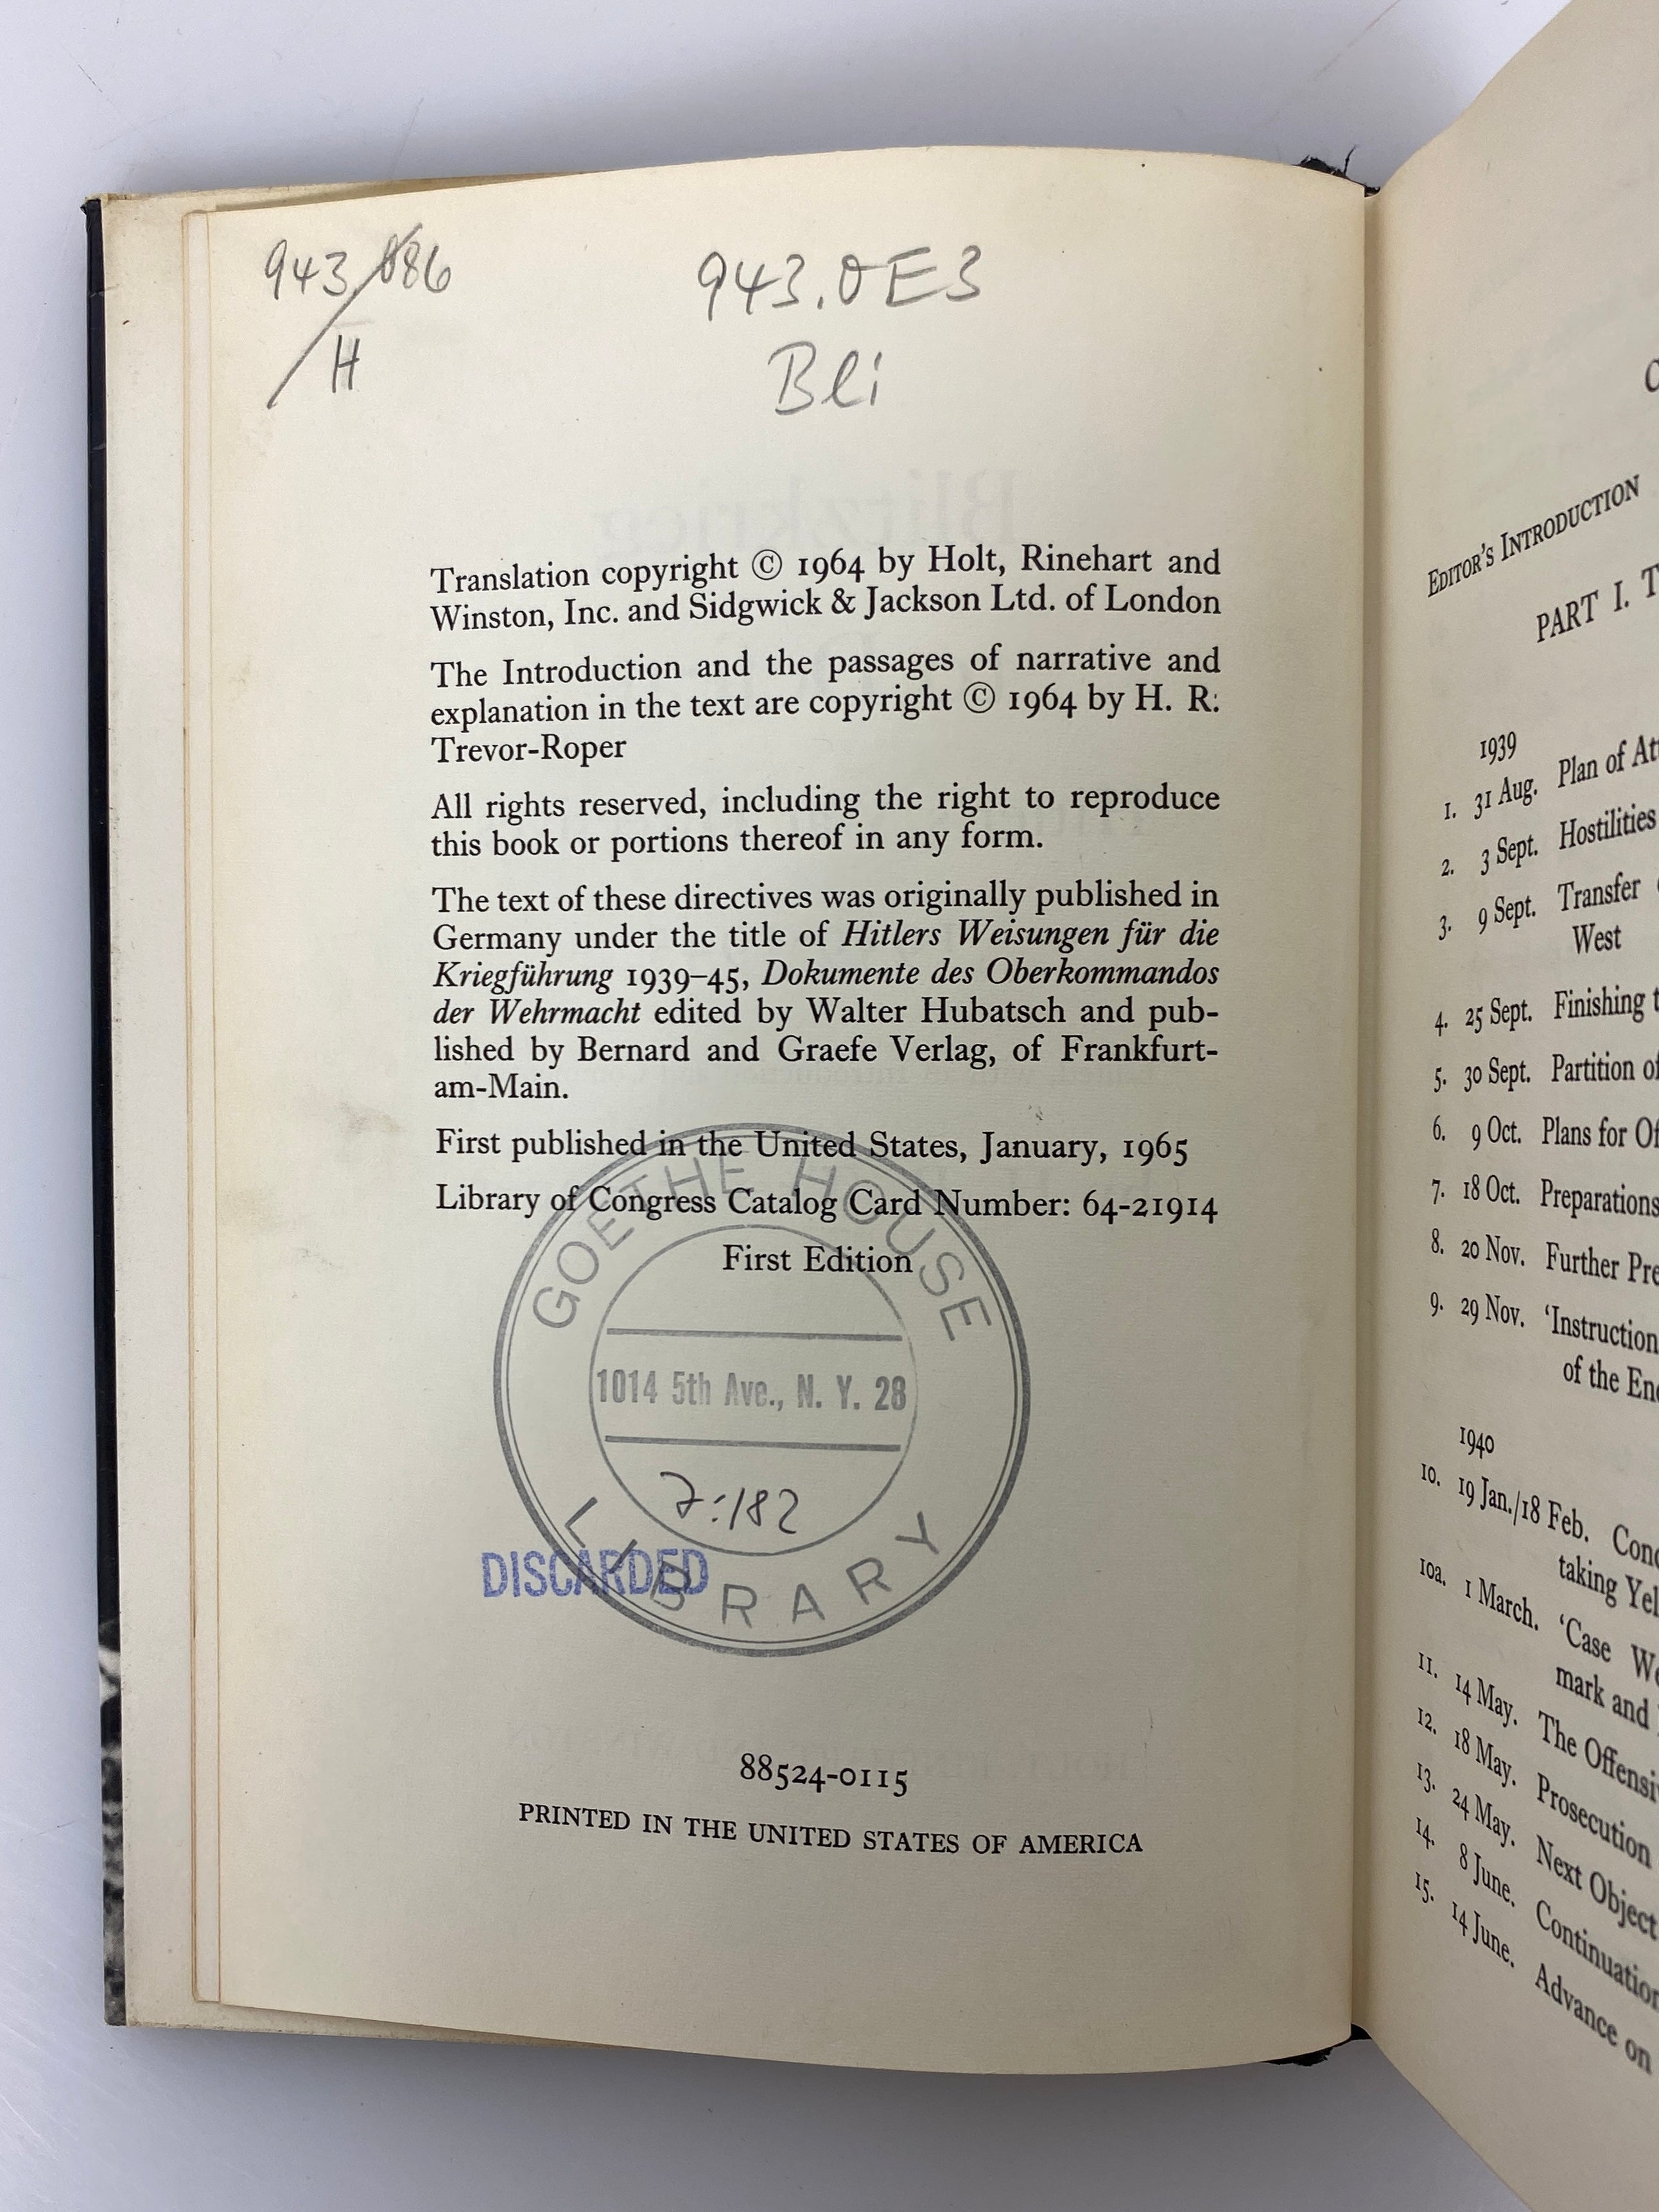 943.086
H
943.0E3
Bli
Translation copyright © 1964 by Holt, Rinehart and
Winston, Inc. and Sidgwick & Jackson Ltd. of London
The Introduction and the passages of narrative and
explanation in the text are copyright © 1964 by H. R.
Trevor-Roper
All rights reserved, including the right to reproduce
this book or portions thereof in any form.
The text of these directives was originally published in
Germany under the title of Hitlers Weisungen für die
Kriegführung 1939–45, Dokumente des Oberkommandos
der Wehrmacht edited by Walter Hubatsch and pub-
lished by Bernard and Graefe Verlag, of Frankfurt-
am-Main.
First published in the United States, January, 1965
Library of Congress Catalog Card Number: 64-21914
First Edition
GOETHE HOUSE
1014 5th Ave., N. Y. 28
7:182
LIBRARY
DISCARDED
88524-0115
PRINTED IN THE UNITED STATES OF AMERICA
EDITOR'S INTRODUCTION
PART I.
1939
1. 31 Aug. Plan of
2. 3 Sept. Hostilities
3. 9 Sept. Transfer
West
4. 25 Sept. Finishing
5. 30 Sept. Partition
6. 9 Oct. Plans for
7. 18 Oct. Preparations
8. 20 Nov. Further
9. 29 Nov. 'Instruction
of the
1940
10. 19 Jan./18 Feb.
taking
10a. 1 March. 'Case
mark and
11. 14 May. The
12. 18 May. Prosecution
13. 24 May. Next
14. 8 June.
15. 14 June. Advance on